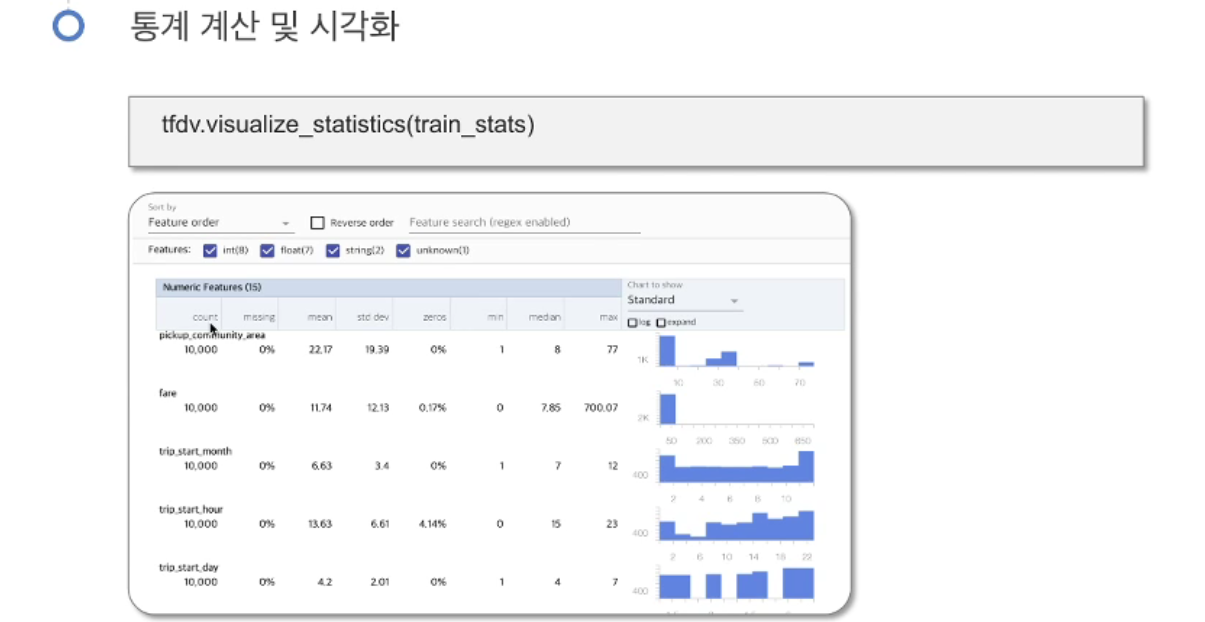 통계 계산 및 시각화
tfdv.visualize_statistics(train_stats)
Sort by
Feature order Reverse order Feature search (regex enabled)
Features: int(8) float(7) string(2) unknown(1)
Numeric Features (15) Chart to show
Standard
count missing mean std dev zeros min median max
log expand
pickup_community_area
10,000 0% 22.17 19.39 0% 1 8 77
1K
10 30 50 70
fare
10,000 0% 11.74 12.13 0.17% 0 7.85 700.07
2K
50 200 350 500 650
trip_start_month
10,000 0% 6.63 3.4 0% 1 7 12
400
2 4 6 8 10
trip_start_hour
10,000 0% 13.63 6.61 4.14% 0 15 23
400
2 6 10 14 18 22
trip_start_day
10,000 0% 4.2 2.01 0% 1 4 7
400